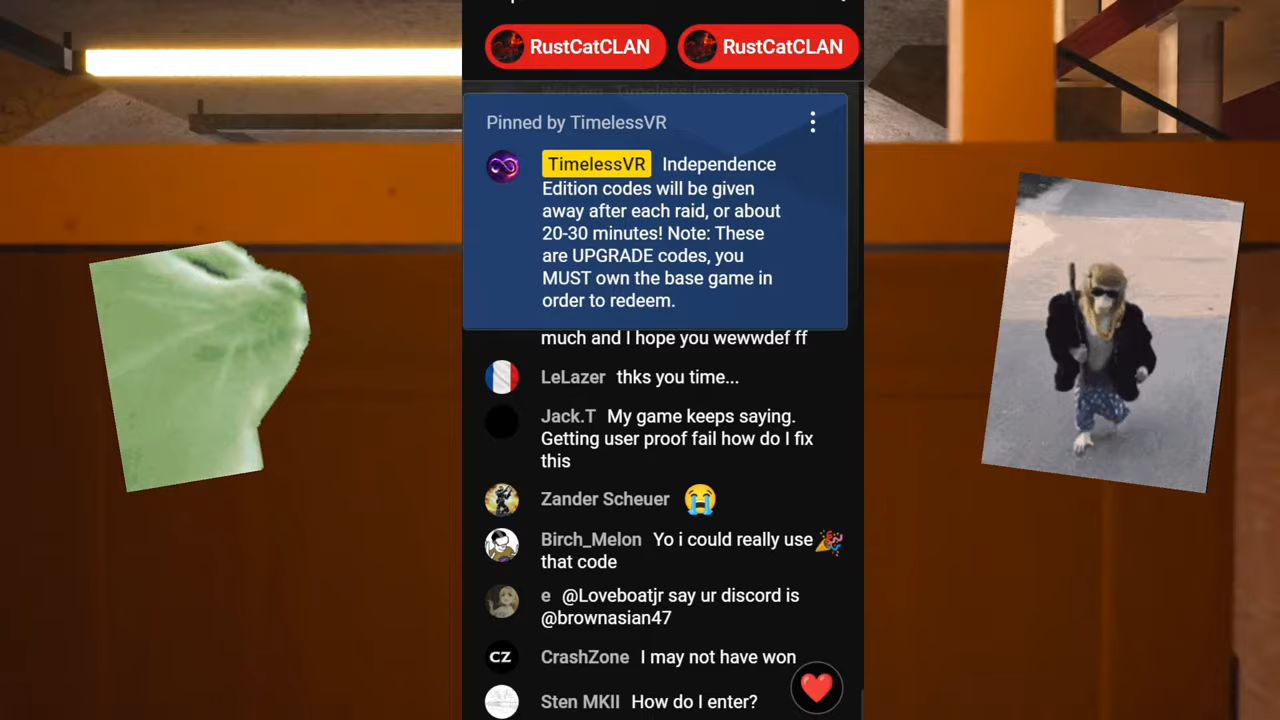 RustCatCLAN RustCatCLAN
Pinned by TimelessVR
TimelessVR Independence
Edition codes will be given
away after each raid, or about
20-30 minutes! Note: These
are UPGRADE codes, you
MUST own the base game in
order to redeem.
much and I hope you wewwdef ff
LeLazer thks you time...
Jack.T My game keeps saying.
Getting user proof fail how do I fix
this
Zander Scheuer 😭
Birch_Melon Yo i could really use 🎉
that code
e @Loveboatjr say ur discord is
@brownasian47
CZ CrashZone I may not have won
Sten MKII How do I enter?